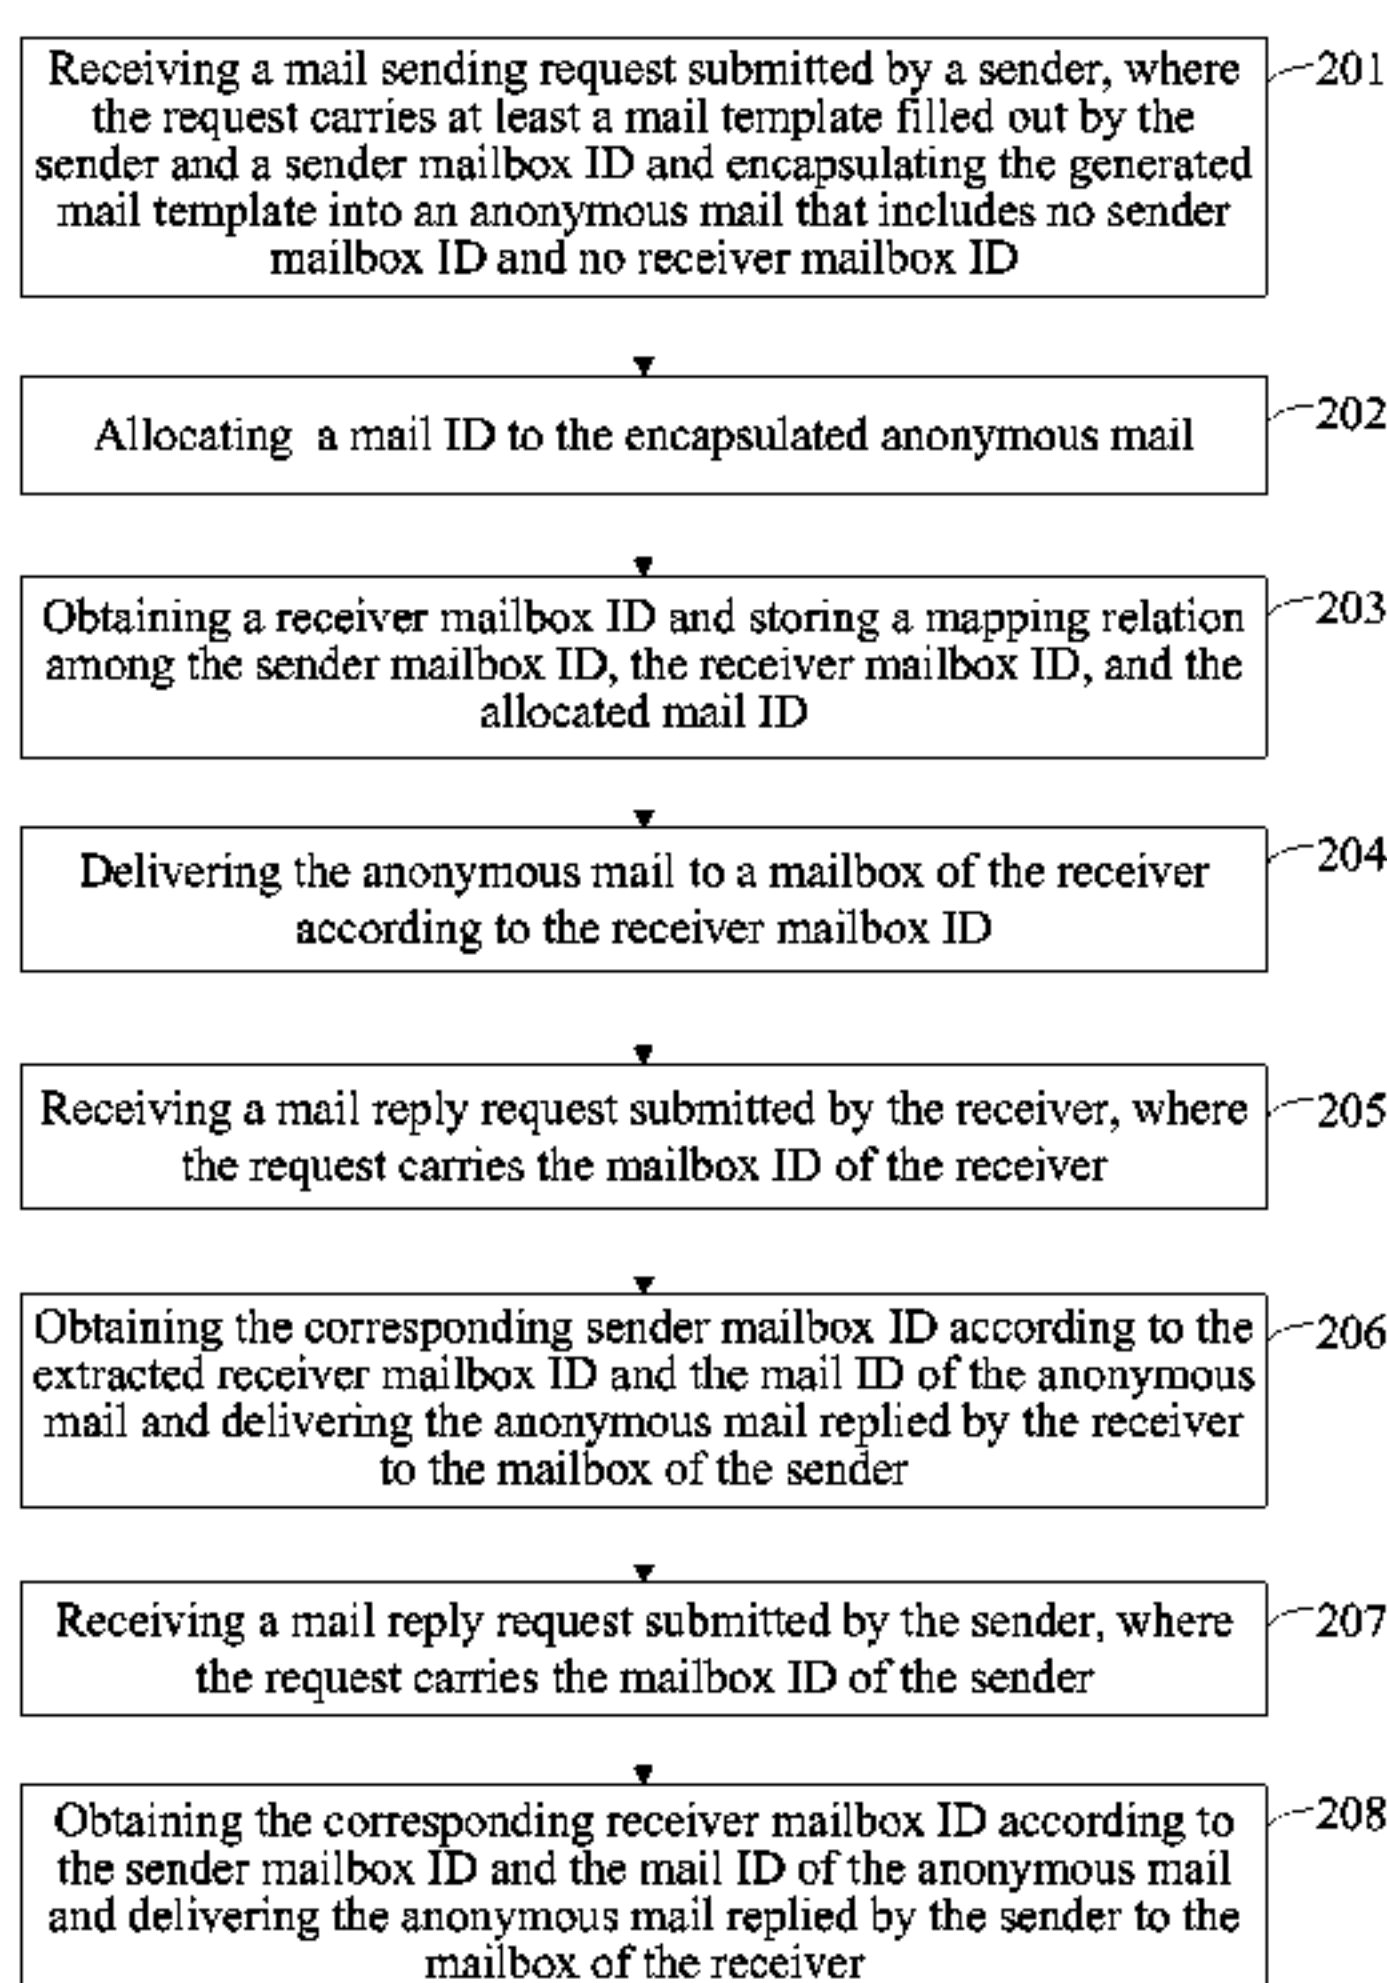 Receiving a mail sending request submitted by a sender, where
the request carries at least a mail template filled out by the
sender and a sender mailbox ID and encapsulating the generated
mail template into an anonymous mail that includes no sender
mailbox ID and no receiver mailbox ID
201
Allocating a mail ID to the encapsulated anonymous mail
202
Obtaining a receiver mailbox ID and storing a mapping relation
among the sender mailbox ID, the receiver mailbox ID, and the
allocated mail ID
203
Delivering the anonymous mail to a mailbox of the receiver
according to the receiver mailbox ID
204
Receiving a mail reply request submitted by the receiver, where
the request carries the mailbox ID of the receiver
205
Obtaining the corresponding sender mailbox ID according to the
extracted receiver mailbox ID and the mail ID of the anonymous
mail and delivering the anonymous mail replied by the receiver
to the mailbox of the sender
206
Receiving a mail reply request submitted by the sender, where
the request carries the mailbox ID of the sender
207
Obtaining the corresponding receiver mailbox ID according to
the sender mailbox ID and the mail ID of the anonymous mail
and delivering the anonymous mail replied by the sender to the
mailbox of the receiver
208